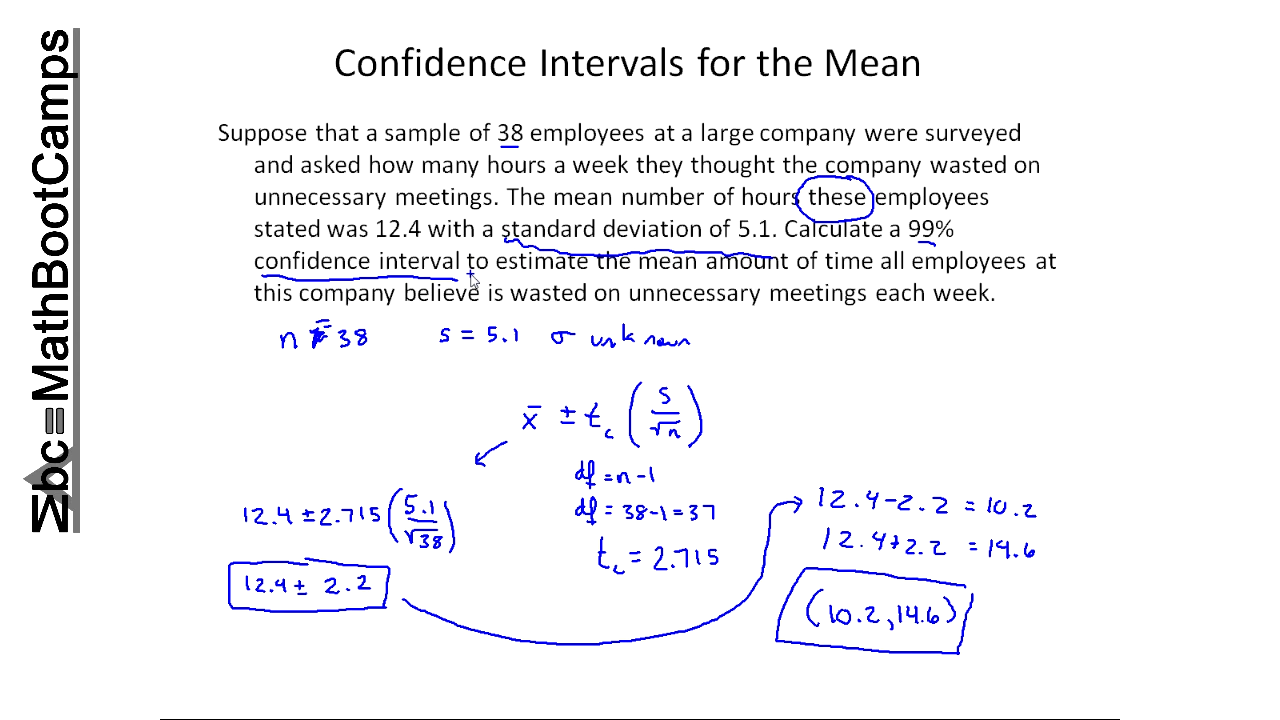 Σbc=MathBootCamps
Confidence Intervals for the Mean
Suppose that a sample of 38 employees at a large company were surveyed
and asked how many hours a week they thought the company wasted on
unnecessary meetings. The mean number of hours these employees
stated was 12.4 with a standard deviation of 5.1. Calculate a 99%
confidence interval to estimate the mean amount of time all employees at
this company believe is wasted on unnecessary meetings each week.
n = 38 s = 5.1 σ unknown
x̄ ± t_c (s/√n)
df = n-1
df = 38-1 = 37
t_c = 2.715
12.4 ± 2.715 (5.1/√38)
12.4 ± 2.2
12.4-2.2 = 10.2
12.4+2.2 = 14.6
(10.2, 14.6)